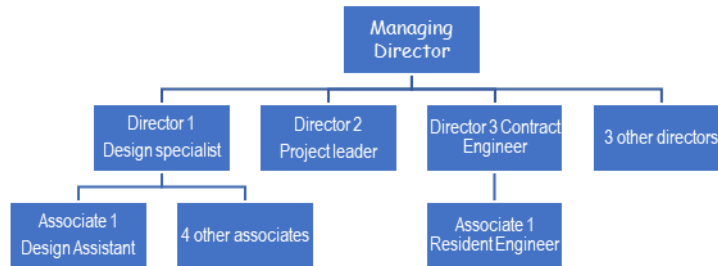 Managing
Director
Director 1
Design specialist
Director 2
Project leader
Director 3 Contract
Engineer
3 other directors
Associate 1
Design Assistant
4 other associates
Associate 1
Resident Engineer